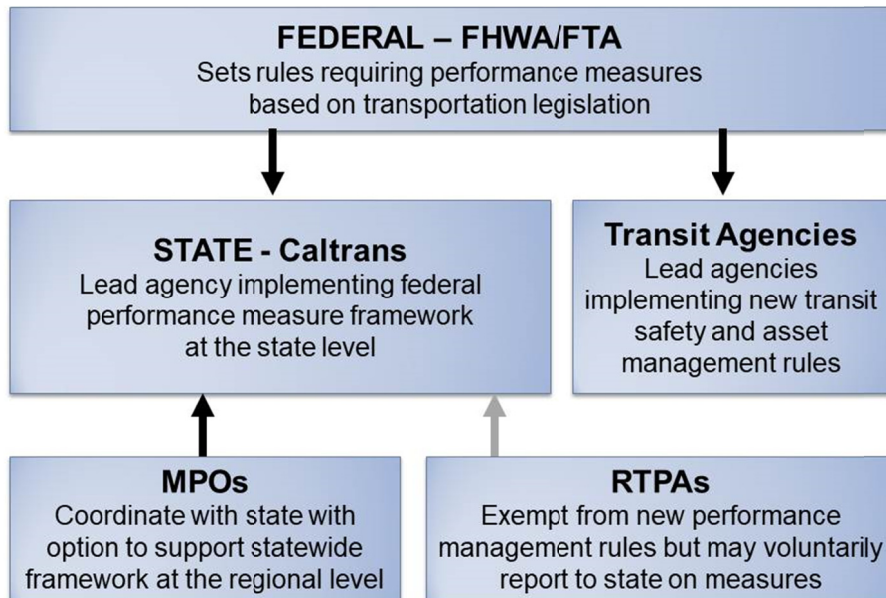 FEDERAL – FHWA/FTA
Sets rules requiring performance measures
based on transportation legislation
STATE - Caltrans
Lead agency implementing federal
performance measure framework
at the state level
Transit Agencies
Lead agencies
implementing new transit
safety and asset
management rules
MPOs
Coordinate with state with
option to support statewide
framework at the regional level
RTPAs
Exempt from new performance
management rules but may voluntarily
report to state on measures